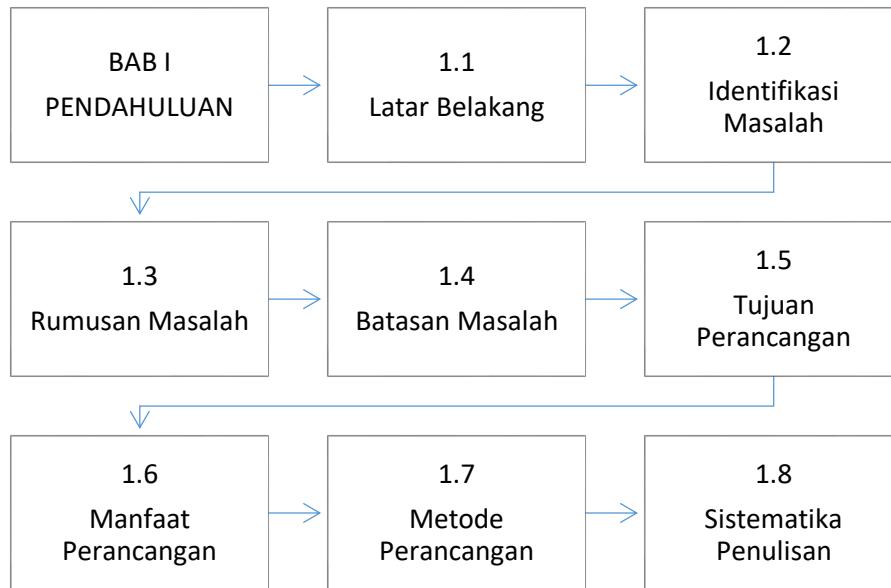 BAB I
PENDAHULUAN
1.1
Latar Belakang
1.2
Identifikasi
Masalah
1.3
Rumusan Masalah
1.4
Batasan Masalah
1.5
Tujuan
Perancangan
1.6
Manfaat
Perancangan
1.7
Metode
Perancangan
1.8
Sistematika
Penulisan